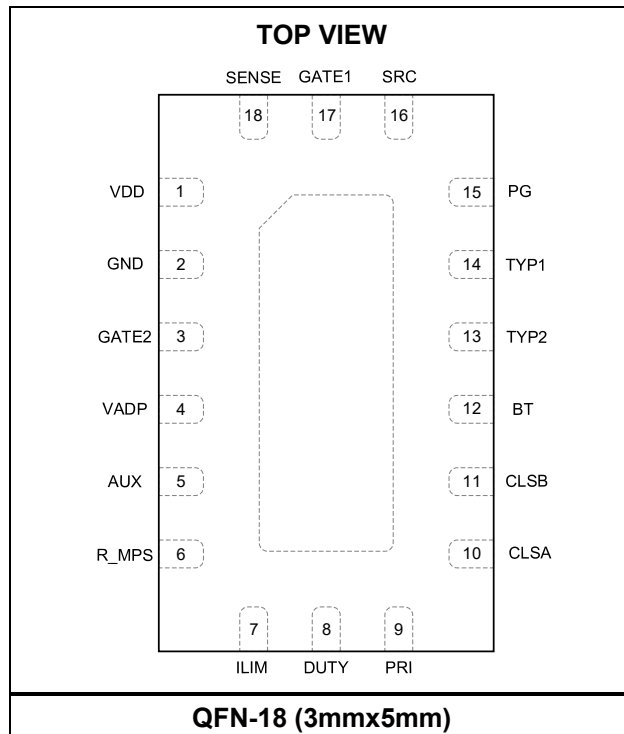 TOP VIEW
SENSE GATE1 SRC
18 17 16
VDD 1 15 PG
GND 2 14 TYP1
GATE2 3 13 TYP2
VADP 4 12 BT
AUX 5 11 CLSB
R_MPS 6 10 CLSA
7 8 9
ILIM DUTY PRI
QFN-18 (3mmx5mm)